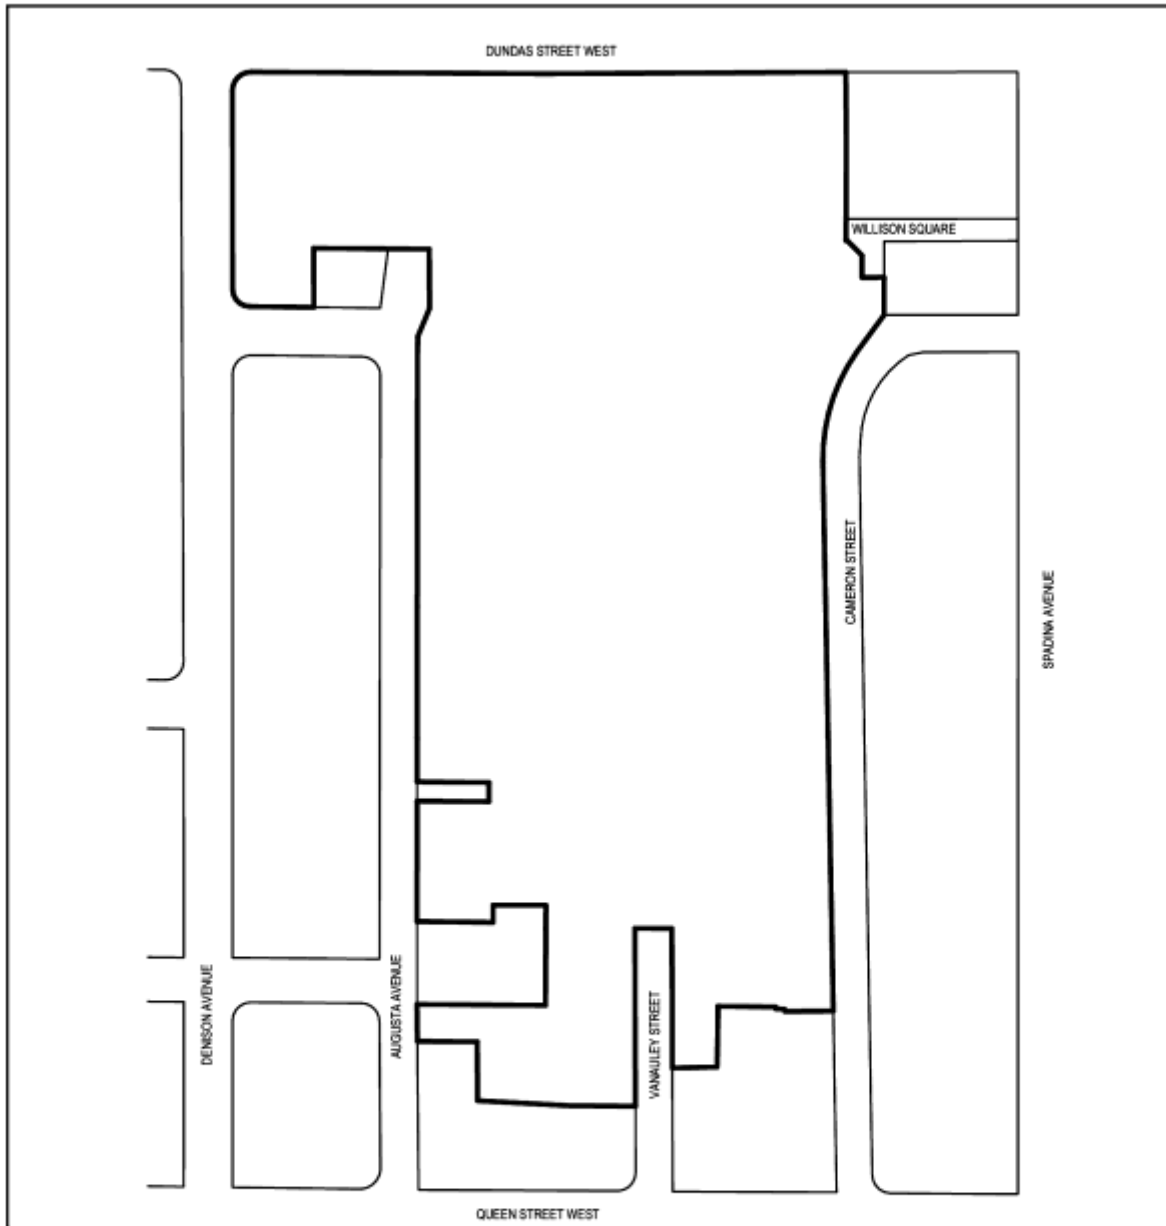 DUNDAS STREET WEST
WILLISON SQUARE
CAMERON STREET
SPADINA AVENUE
DENISON AVENUE
AUGUSTA AVENUE
VANAULEY STREET
QUEEN STREET WEST